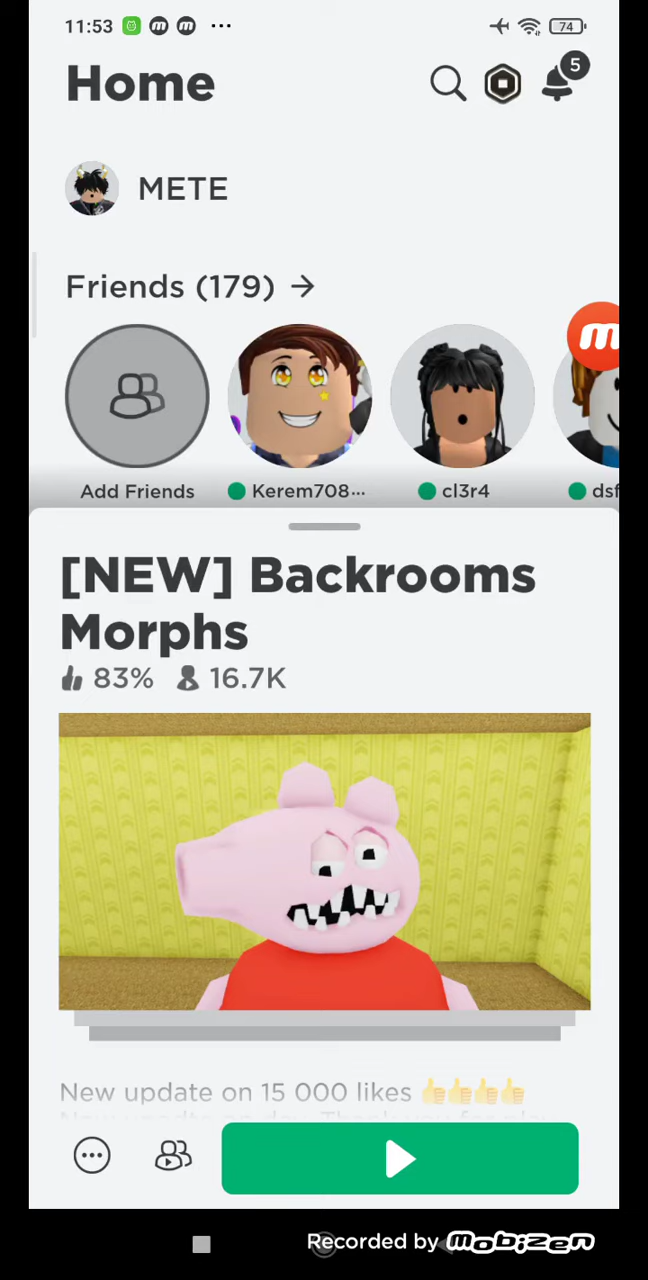 11:53
74
Home
5
METE
Friends (179) →
Add Friends
Kerem708...
cl3r4
dsf
[NEW] Backrooms
Morphs
83% 16.7K
New update on 15 000 likes 👍👍👍👍
Recorded by mobizen